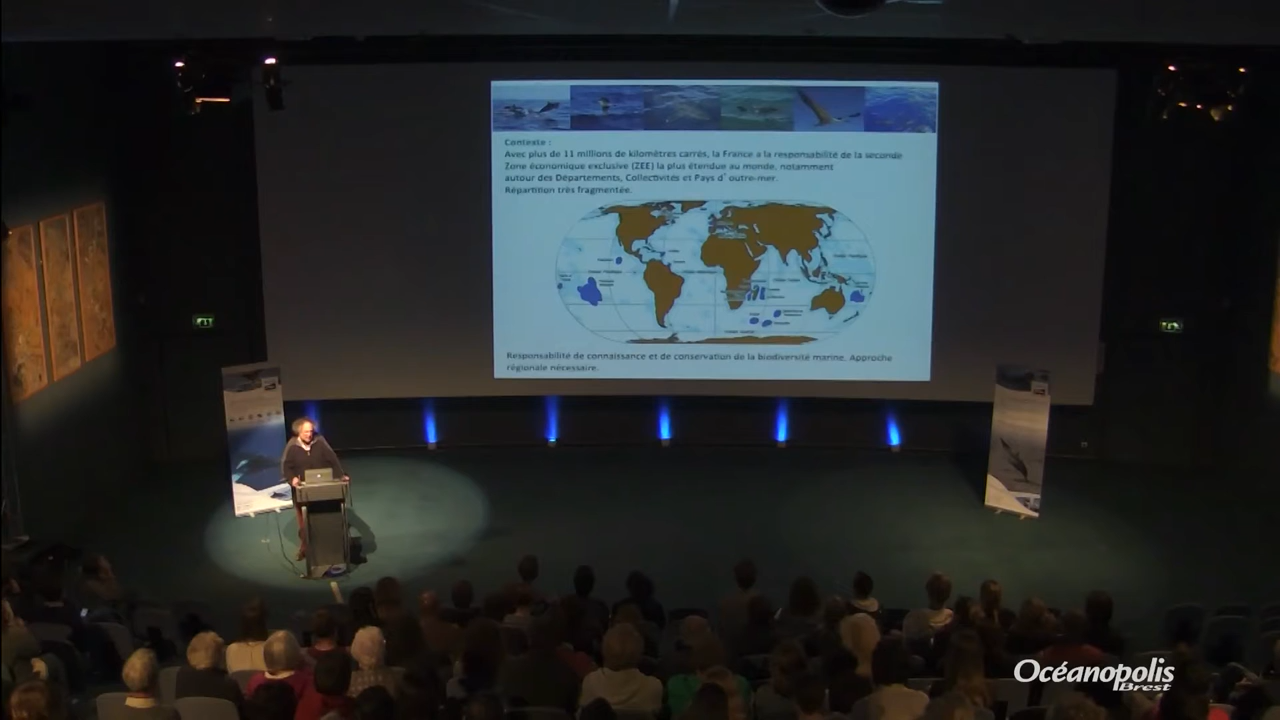 Contexte :
Avec plus de 11 millions de kilomètres carrés, la France a la responsabilité de la seconde
Zone économique exclusive (ZEE) la plus étendue au monde, notamment
autour des Départements, Collectivités et Pays d' outre-mer.
Répartition très fragmentée.
Responsabilité de connaissance et de conservation de la biodiversité marine. Approche
régionale nécessaire.
Océanopolis
Brest